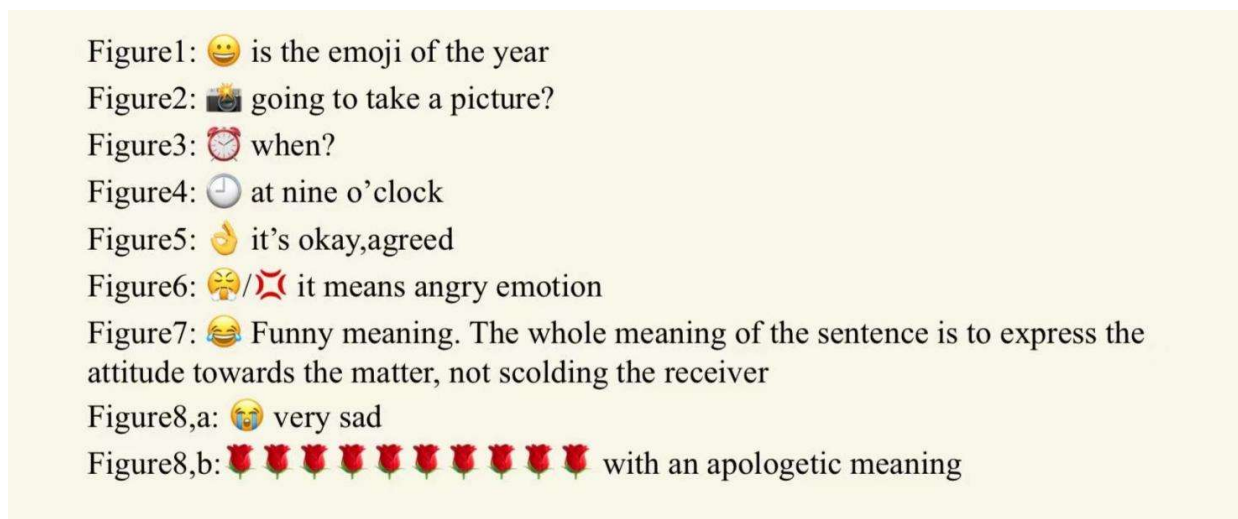 Figure1: 😀 is the emoji of the year
Figure2: 📸 going to take a picture?
Figure3: ⏰ when?
Figure4: 🕘 at nine o’clock
Figure5: 👌 it’s okay,agreed
Figure6: 😤/💢 it means angry emotion
Figure7: 😂 Funny meaning. The whole meaning of the sentence is to express the
attitude towards the matter, not scolding the receiver
Figure8,a: 😭 very sad
Figure8,b:🌹🌹🌹🌹🌹🌹🌹🌹🌹🌹 with an apologetic meaning